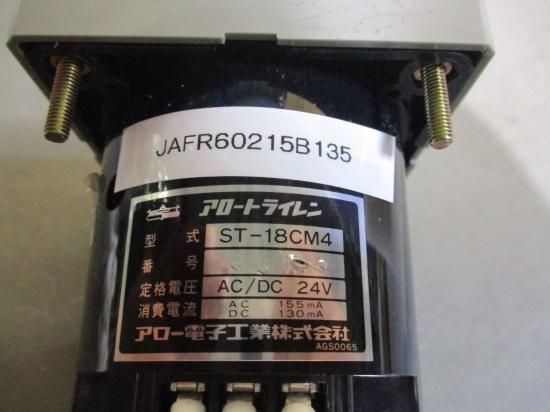 JAFR60215B135
アロートライレン
型式 ST-18CM4
番号
定格電圧 AC/DC 24V
消費電流 AC 155mA
DC 130mA
アロー電子工業株式会社
AGS0065